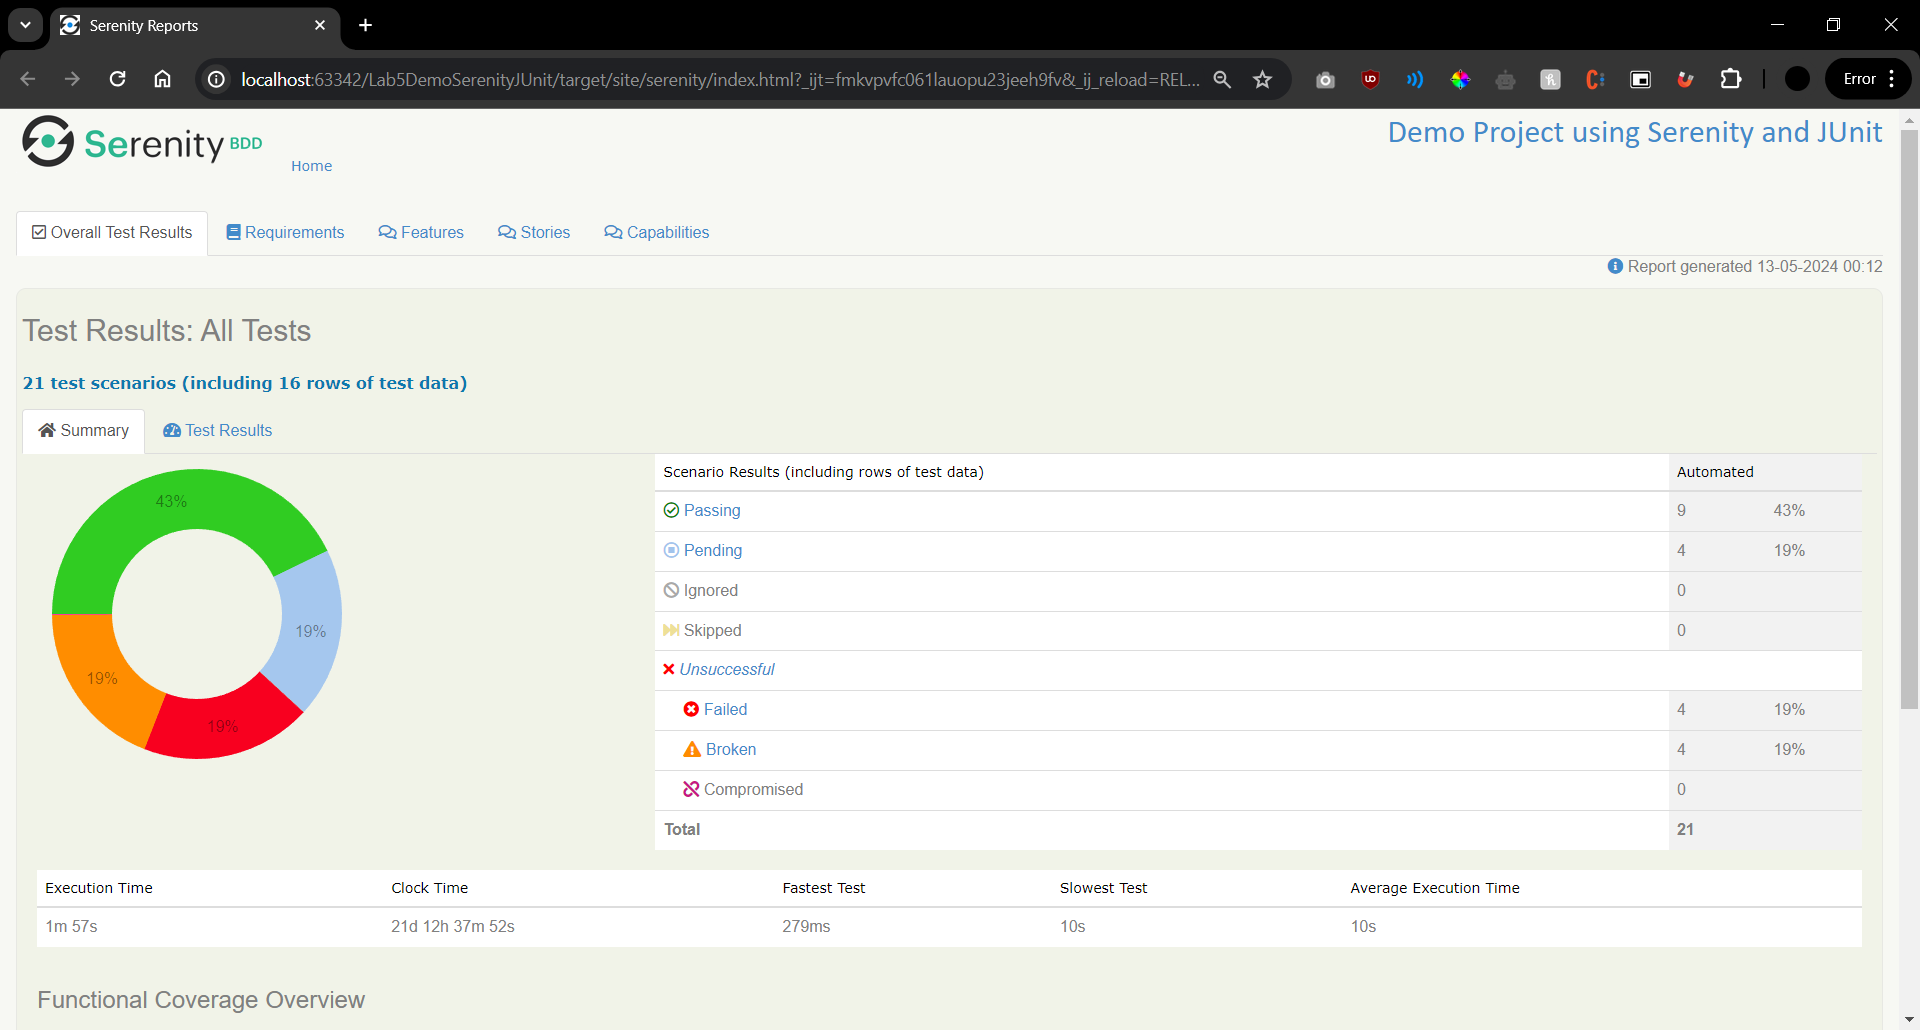 Serenity Reports
localhost:63342/Lab5DemoSerenityJUnit/target/site/serenity/index.html?_ijt=fmkvpvfc061lauopu23jeeh9fv&_ij_reload=REL...
Error
Serenity BDD
Home
Demo Project using Serenity and JUnit
Overall Test Results Requirements Features Stories Capabilities
Report generated 13-05-2024 00:12
Test Results: All Tests
21 test scenarios (including 16 rows of test data)
Summary Test Results
43%
19%
19%
19%
Scenario Results (including rows of test data) Automated
Passing 9 43%
Pending 4 19%
Ignored 0
Skipped 0
Unsuccessful
Failed 4 19%
Broken 4 19%
Compromised 0
Total 21
Execution Time Clock Time Fastest Test Slowest Test Average Execution Time
1m 57s 21d 12h 37m 52s 279ms 10s 10s
Functional Coverage Overview